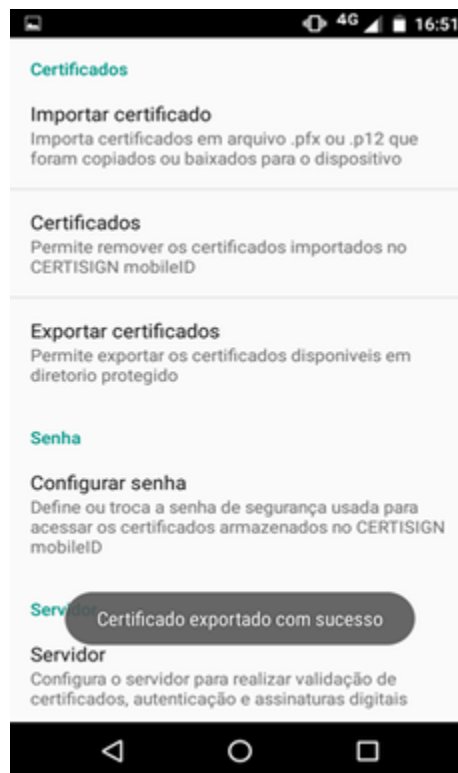 4G 16:51
Certificados
Importar certificado
Importa certificados em arquivo .pfx ou .p12 que
foram copiados ou baixados para o dispositivo
Certificados
Permite remover os certificados importados no
CERTISIGN mobileID
Exportar certificados
Permite exportar os certificados disponiveis em
diretorio protegido
Senha
Configurar senha
Define ou troca a senha de segurança usada para
acessar os certificados armazenados no CERTISIGN
mobileID
Servidor
Certificado exportado com sucesso
Servidor
Configura o servidor para realizar validação de
certificados, autenticação e assinaturas digitais